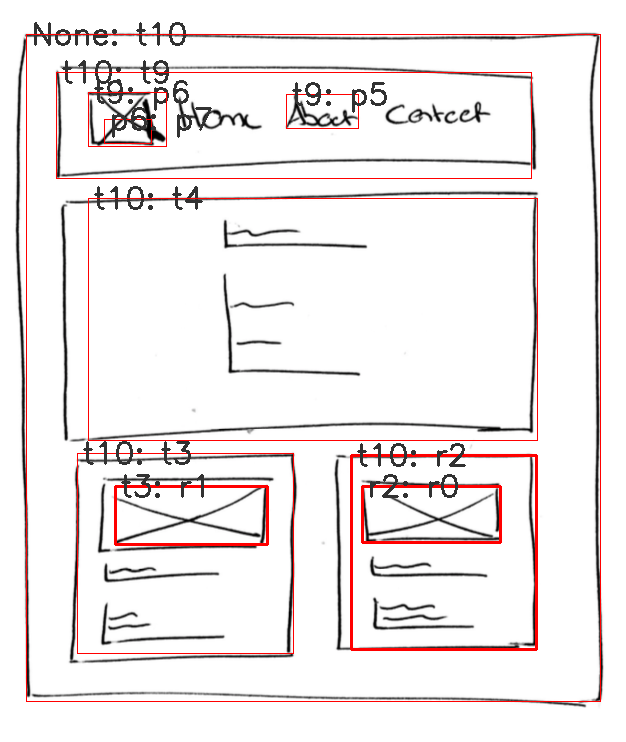 None: t10
t10: t9
t9: p6
t9: p5
p6: p7
Home About Contact
t10: t4
t10: t3
t10: r2
t3: r1
r2: r0